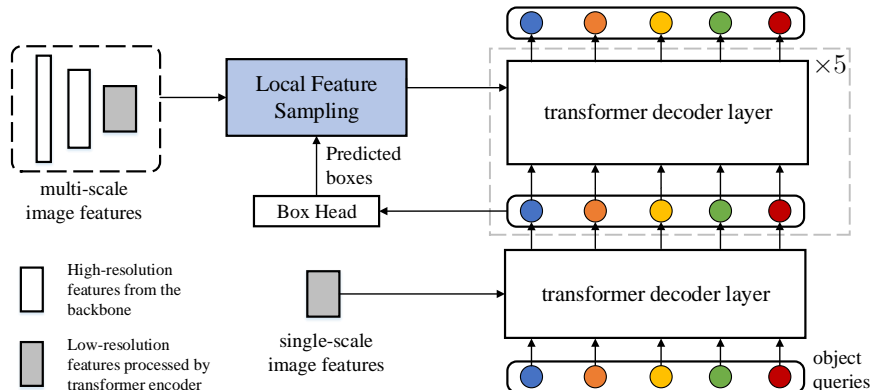 ×5
Local Feature
Sampling
transformer decoder layer
multi-scale
image features
Predicted
boxes
Box Head
High-resolution
features from the
backbone
transformer decoder layer
single-scale
image features
Low-resolution
features processed by
transformer encoder
object
queries